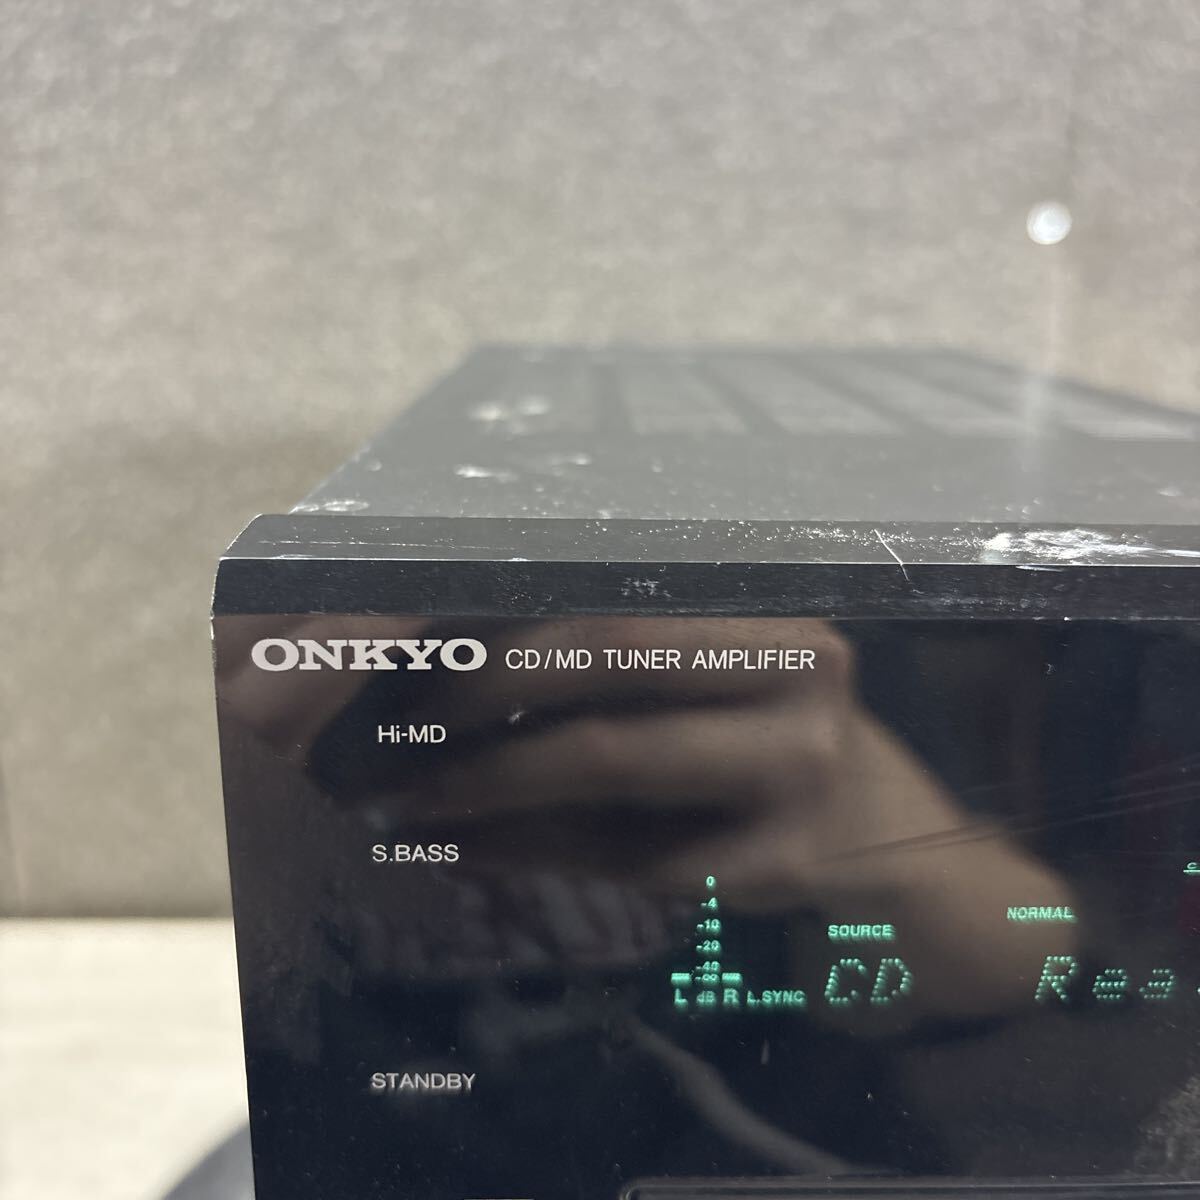 ONKYO CD/MD TUNER AMPLIFIER
Hi-MD
S.BASS
0
-4
-10
-20
-40
-∞
L dB R L.SYNC
SOURCE
CD
NORMAL
Rea
STANDBY